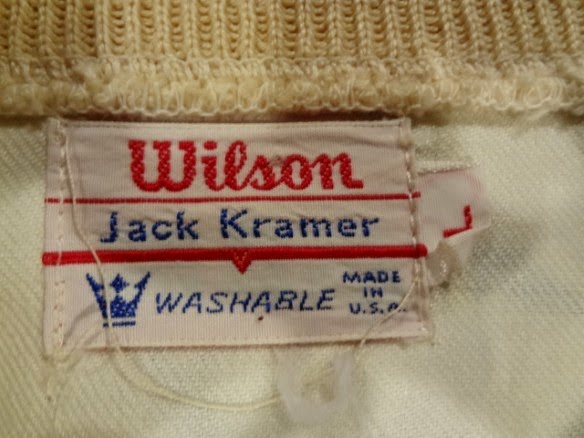 Wilson
Jack Kramer
WASHABLE
MADE
IN
U.S.A.
L